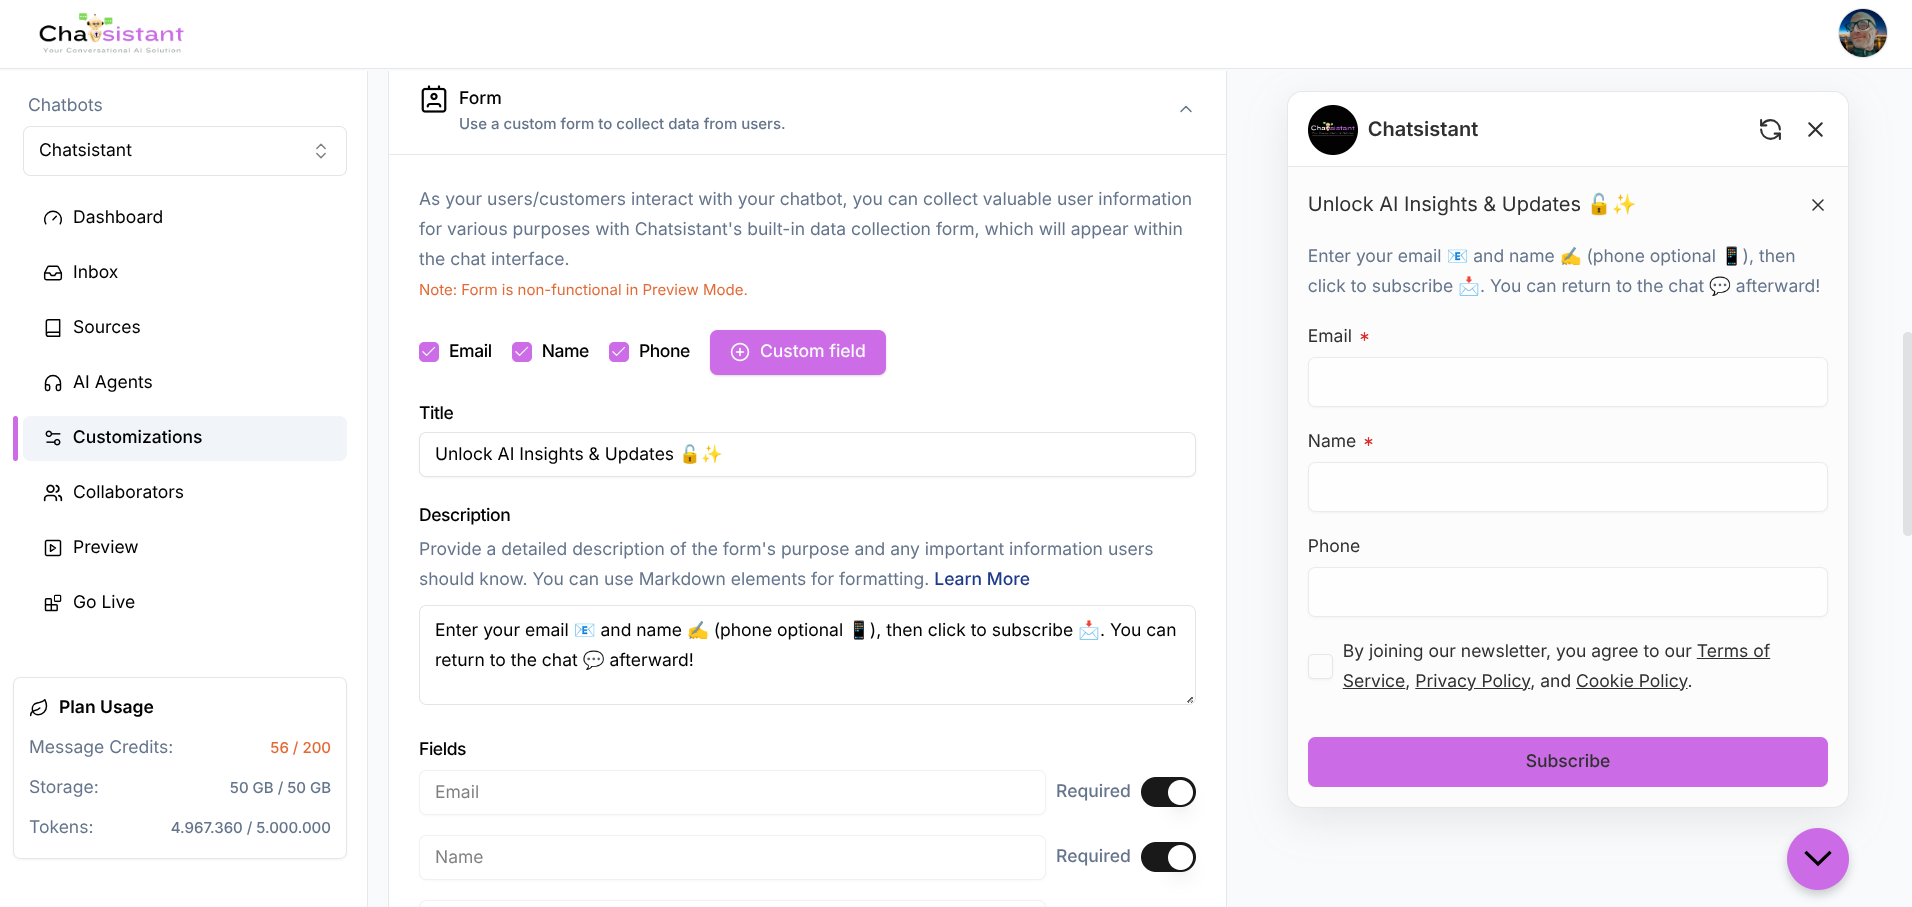 Chatsistant
Your Conversational AI Solution
Chatbots
Chatsistant
Dashboard
Inbox
Sources
AI Agents
Customizations
Collaborators
Preview
Go Live
Plan Usage
Message Credits: 56 / 200
Storage: 50 GB / 50 GB
Tokens: 4.967.360 / 5.000.000
Form
Use a custom form to collect data from users.
As your users/customers interact with your chatbot, you can collect valuable user information
for various purposes with Chatsistant's built-in data collection form, which will appear within
the chat interface.
Note: Form is non-functional in Preview Mode.
Email Name Phone Custom field
Title
Unlock AI Insights & Updates 🔓✨
Description
Provide a detailed description of the form's purpose and any important information users
should know. You can use Markdown elements for formatting. Learn More
Enter your email 📧 and name ✍️ (phone optional 📱), then click to subscribe 📩. You can
return to the chat 💬 afterward!
Fields
Email Required
Name Required
Chatsistant
Chatsistant
Unlock AI Insights & Updates 🔓✨
Enter your email 📧 and name ✍️ (phone optional 📱), then
click to subscribe 📩. You can return to the chat 💬 afterward!
Email *
Name *
Phone
By joining our newsletter, you agree to our Terms of
Service, Privacy Policy, and Cookie Policy.
Subscribe